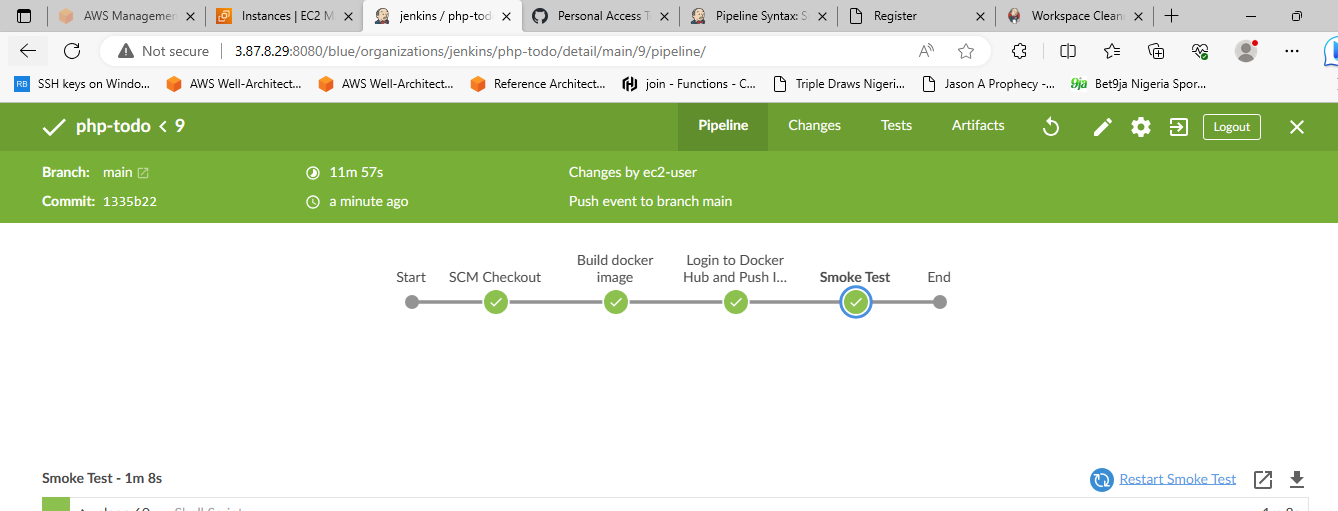 AWS Managemen
Instances | EC2 M
jenkins / php-tod
Personal Access T
Pipeline Syntax: S
Register
Workspace Clean
Not secure
3.87.8.29:8080/blue/organizations/jenkins/php-todo/detail/main/9/pipeline/
RB SSH keys on Windo...
AWS Well-Architect...
AWS Well-Architect...
Reference Architect...
join - Functions - C...
Triple Draws Nigeri...
Jason A Prophecy -...
9ja Bet9ja Nigeria Spor...
php-todo < 9
Pipeline
Changes
Tests
Artifacts
Logout
Branch: main
11m 57s
Changes by ec2-user
Commit: 1335b22
a minute ago
Push event to branch main
Start
SCM Checkout
Build docker
image
Login to Docker
Hub and Push I...
Smoke Test
End
Smoke Test - 1m 8s
Restart Smoke Test